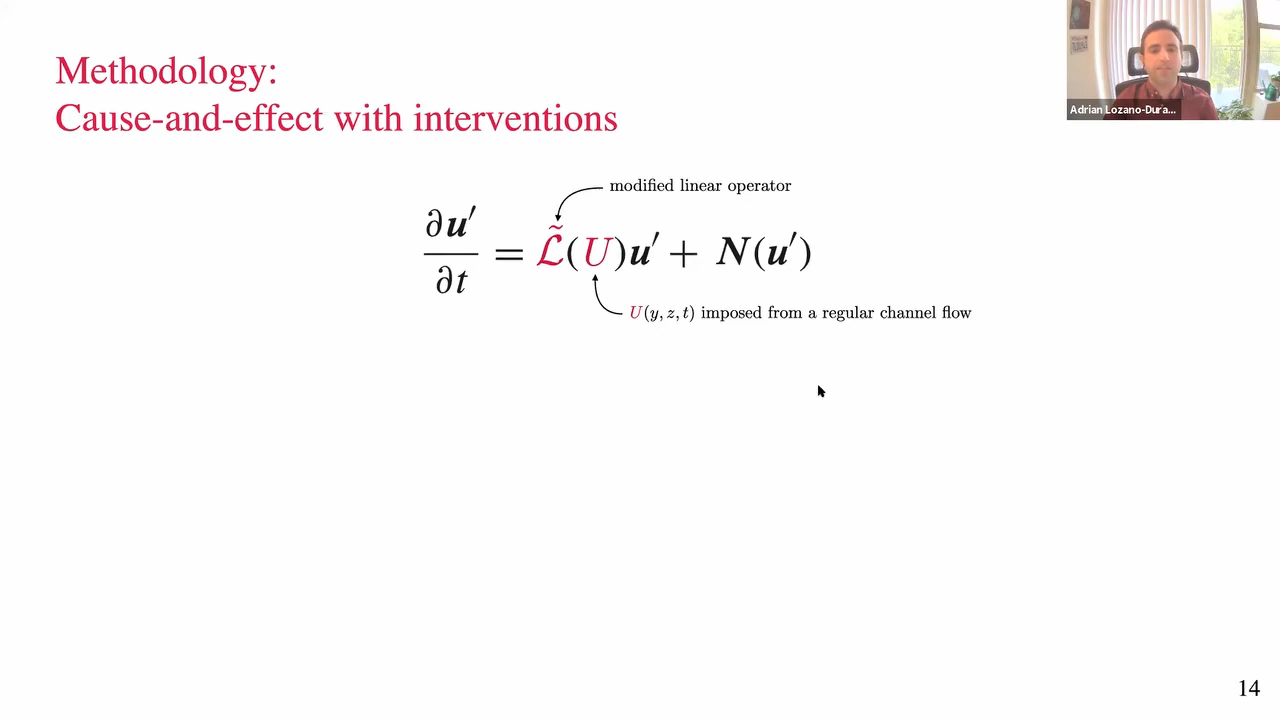 Methodology:
Cause-and-effect with interventions
Adrian Lozano-Dura...
modified linear operator
∂u′/∂t = ℒ̃(U)u′ + N(u′)
U(y, z, t) imposed from a regular channel flow
14